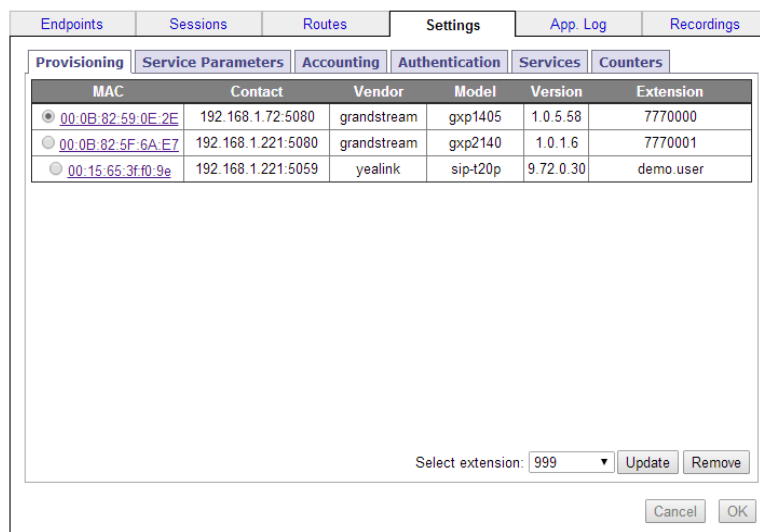 Endpoints Sessions Routes Settings App. Log Recordings
Provisioning Service Parameters Accounting Authentication Services Counters
MAC Contact Vendor Model Version Extension
00:0B:82:59:0E:2E 192.168.1.72:5080 grandstream gxp1405 1.0.5.58 7770000
00:0B:82:5F:6A:E7 192.168.1.221:5080 grandstream gxp2140 1.0.1.6 7770001
00:15:65:3f:f0:9e 192.168.1.221:5059 yealink sip-t20p 9.72.0.30 demo.user
Select extension: 999 Update Remove
Cancel OK